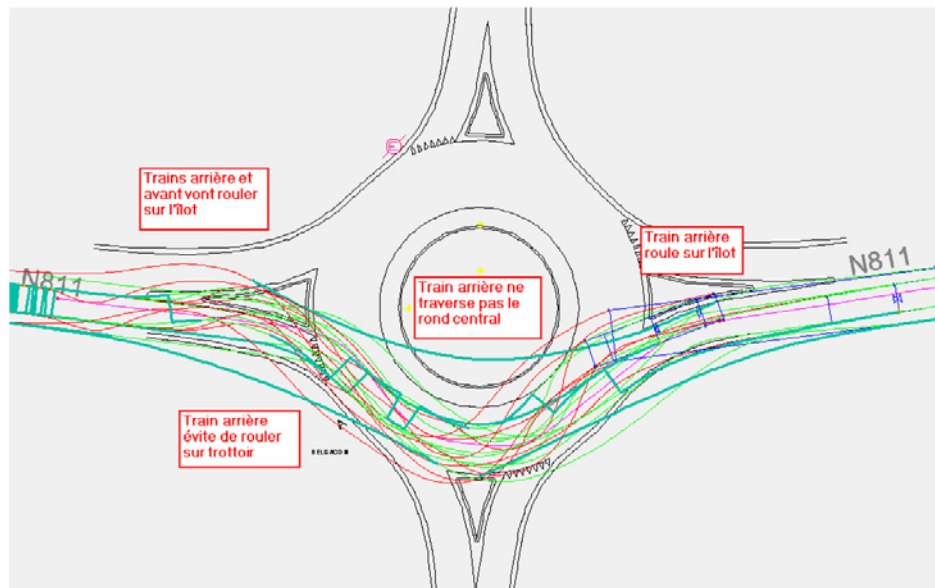 Trains arrière et
avant vont rouler
sur l'îlot
Train arrière
roule sur l'îlot
N811
N811
Train arrière ne
traverse pas le
rond central
Train arrière
évite de rouler
sur trottoir
BELGACOM